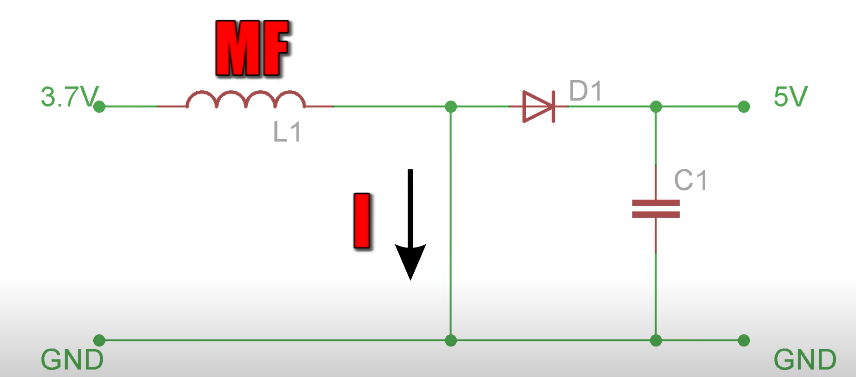 MF
3.7V
L1
D1
5V
C1
I
GND
GND